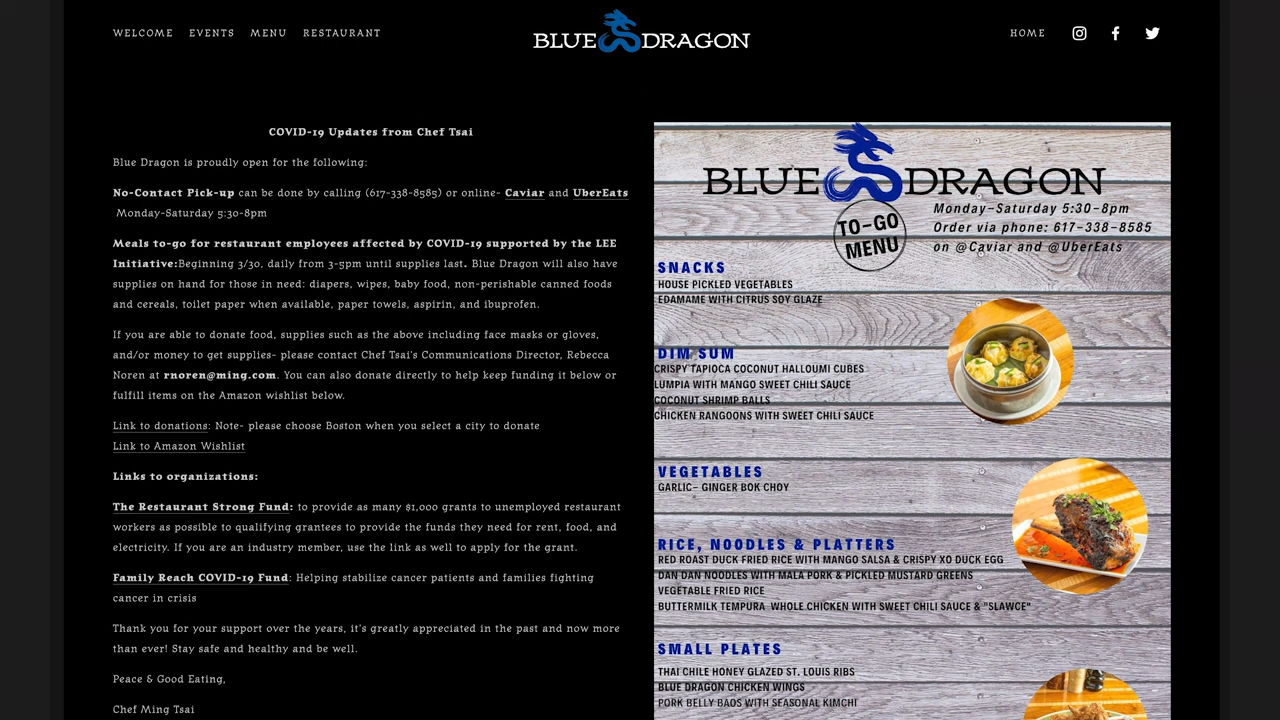 WELCOME EVENTS MENU RESTAURANT
BLUE DRAGON
HOME
COVID-19 Updates from Chef Tsai
Blue Dragon is proudly open for the following:
No-Contact Pick-up can be done by calling (617-338-8585) or online- Caviar and UberEats
Monday-Saturday 5:30-8pm
Meals to-go for restaurant employees affected by COVID-19 supported by the LEE
Initiative:Beginning 3/30, daily from 3-5pm until supplies last. Blue Dragon will also have
supplies on hand for those in need: diapers, wipes, baby food, non-perishable canned foods
and cereals, toilet paper when available, paper towels, aspirin, and ibuprofen.
If you are able to donate food, supplies such as the above including face masks or gloves,
and/or money to get supplies- please contact Chef Tsai's Communications Director, Rebecca
Noren at rnoren@ming.com. You can also donate directly to help keep funding it below or
fulfill items on the Amazon wishlist below.
Link to donations: Note- please choose Boston when you select a city to donate
Link to Amazon Wishlist
Links to organizations:
The Restaurant Strong Fund: to provide as many $1,000 grants to unemployed restaurant
workers as possible to qualifying grantees to provide the funds they need for rent, food, and
electricity. If you are an industry member, use the link as well to apply for the grant.
Family Reach COVID-19 Fund: Helping stabilize cancer patients and families fighting
cancer in crisis
Thank you for your support over the years, it's greatly appreciated in the past and now more
than ever! Stay safe and healthy and be well.
Peace & Good Eating,
Chef Ming Tsai
BLUE DRAGON
TO-GO
MENU
Monday-Saturday 5:30-8pm
Order via phone: 617-338-8585
on @Caviar and @UberEats
SNACKS
HOUSE PICKLED VEGETABLES
EDAMAME WITH CITRUS SOY GLAZE
DIM SUM
CRISPY TAPIOCA COCONUT HALLOUMI CUBES
LUMPIA WITH MANGO SWEET CHILI SAUCE
COCONUT SHRIMP BALLS
CHICKEN RANGOONS WITH SWEET CHILI SAUCE
VEGETABLES
GARLIC- GINGER BOK CHOY
RICE, NOODLES & PLATTERS
RED ROAST DUCK FRIED RICE WITH MANGO SALSA & CRISPY XO DUCK EGG
DAN DAN NOODLES WITH MALA PORK & PICKLED MUSTARD GREENS
VEGETABLE FRIED RICE
BUTTERMILK TEMPURA WHOLE CHICKEN WITH SWEET CHILI SAUCE & "SLAWCE"
SMALL PLATES
THAI CHILE HONEY GLAZED ST. LOUIS RIBS
BLUE DRAGON CHICKEN WINGS
PORK BELLY BAOS WITH SEASONAL KIMCHI